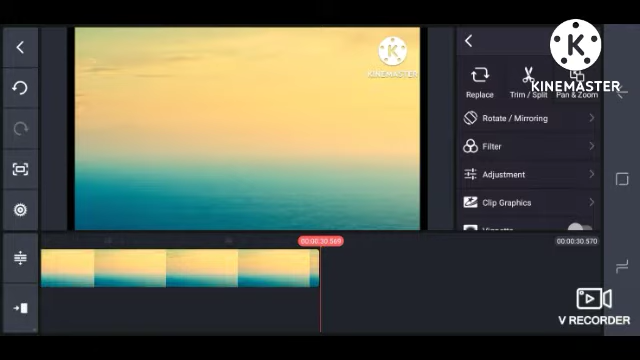 KINEMASTER
KINEMASTER
Replace
Trim / Split
Pan & Zoom
Rotate / Mirroring
Filter
Adjustment
Clip Graphics
Vignette
00:00:30.569
00:00:30.570
V RECORDER